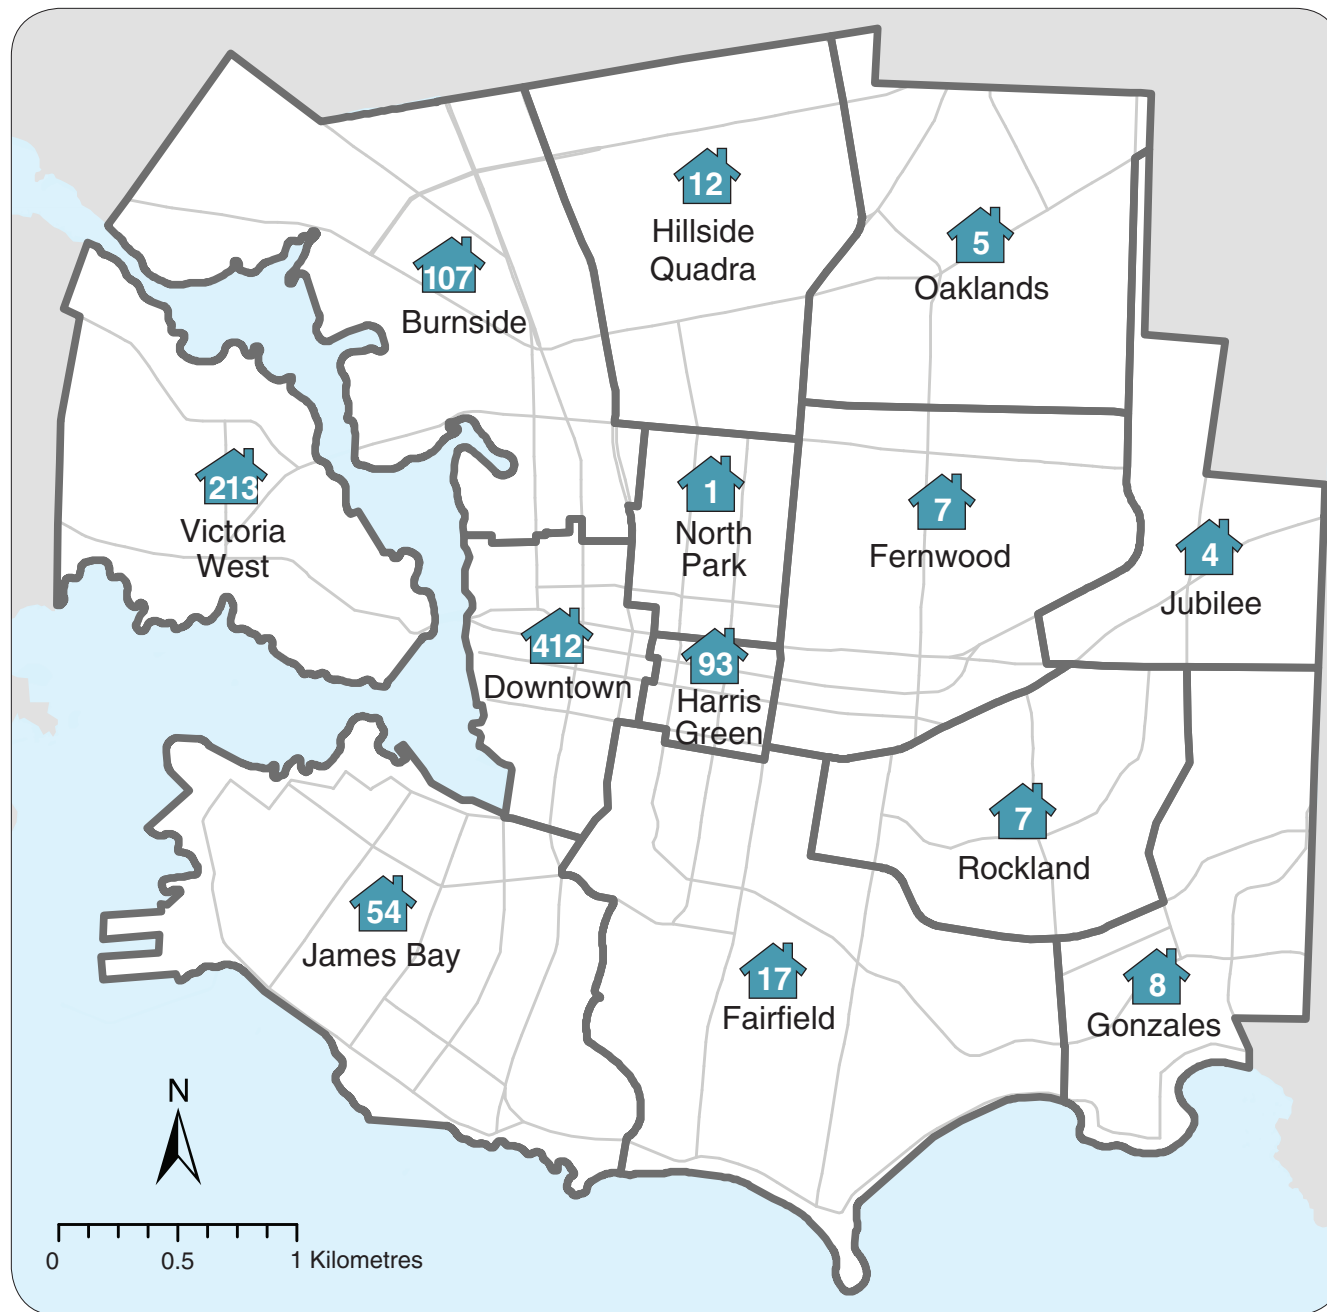 12
Hillside
Quadra
5
Oaklands
107
Burnside
213
Victoria
West
1
North
Park
7
Fernwood
4
Jubilee
412
Downtown
93
Harris
Green
7
Rockland
54
James Bay
17
Fairfield
8
Gonzales
N
0 0.5 1 Kilometres